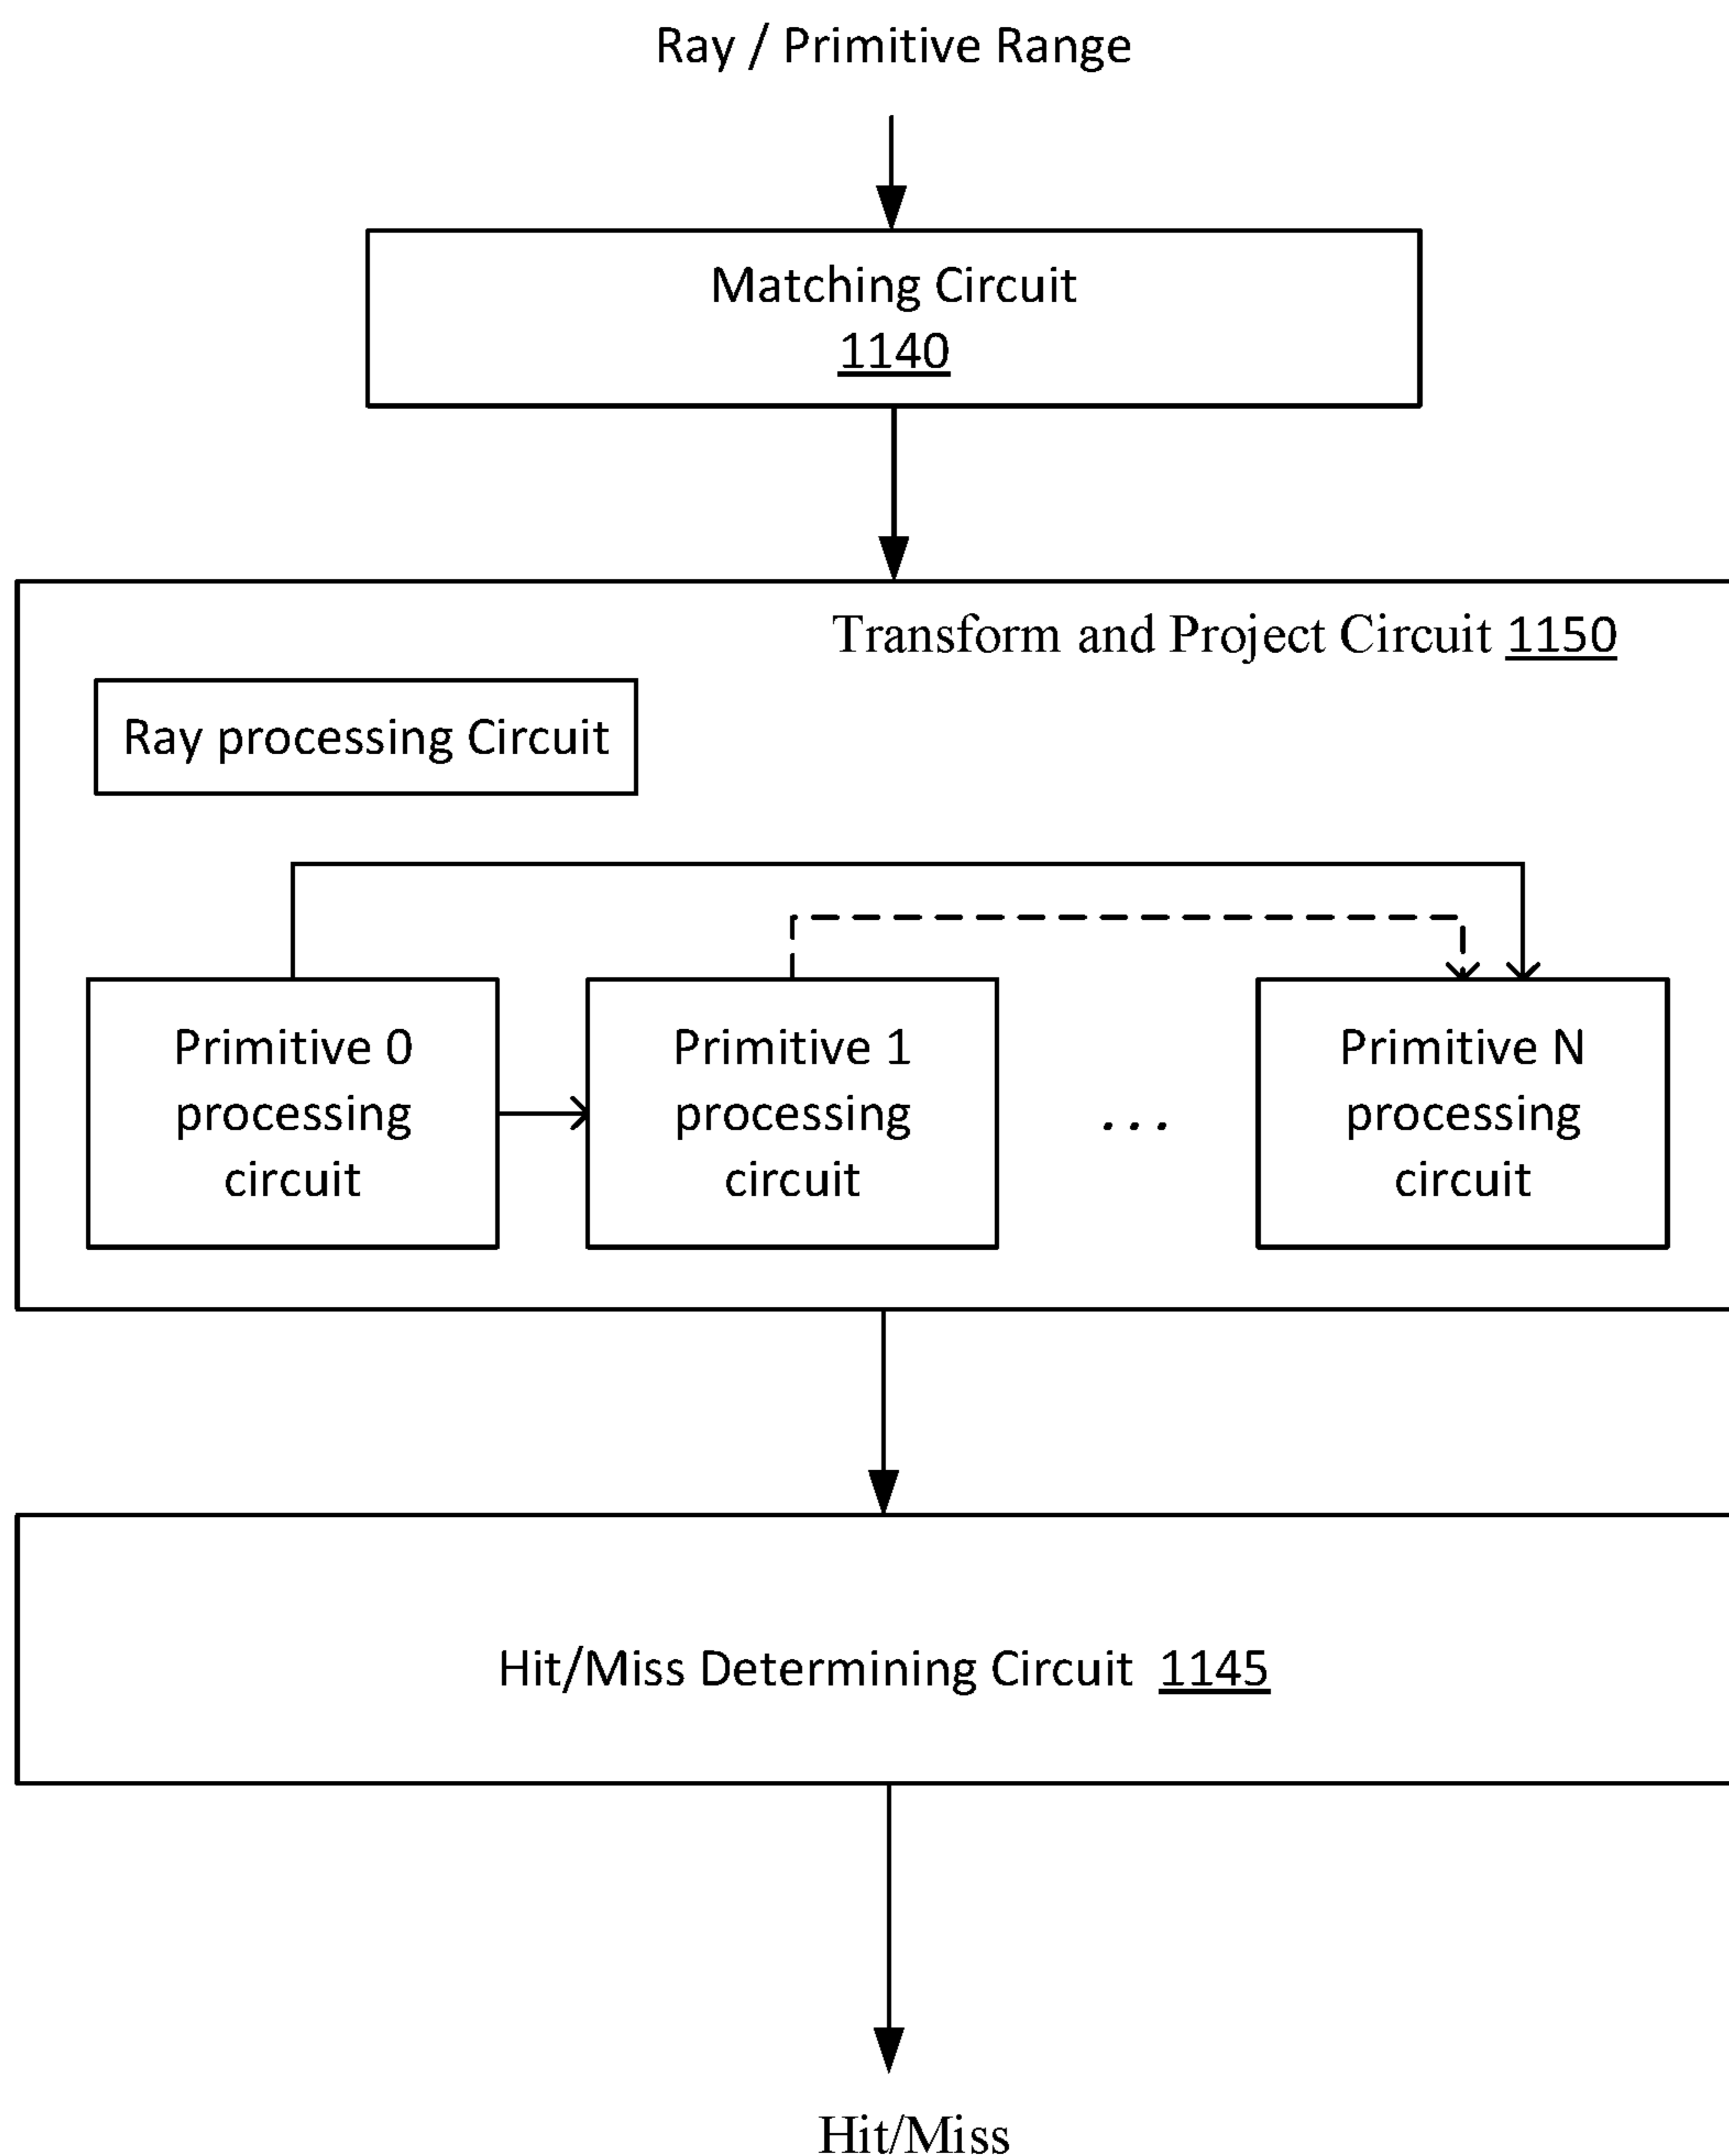 Ray / Primitive Range
Matching Circuit
1140
Transform and Project Circuit 1150
Ray processing Circuit
Primitive 0
processing
circuit
Primitive 1
processing
circuit
...
Primitive N
processing
circuit
Hit/Miss Determining Circuit 1145
Hit/Miss